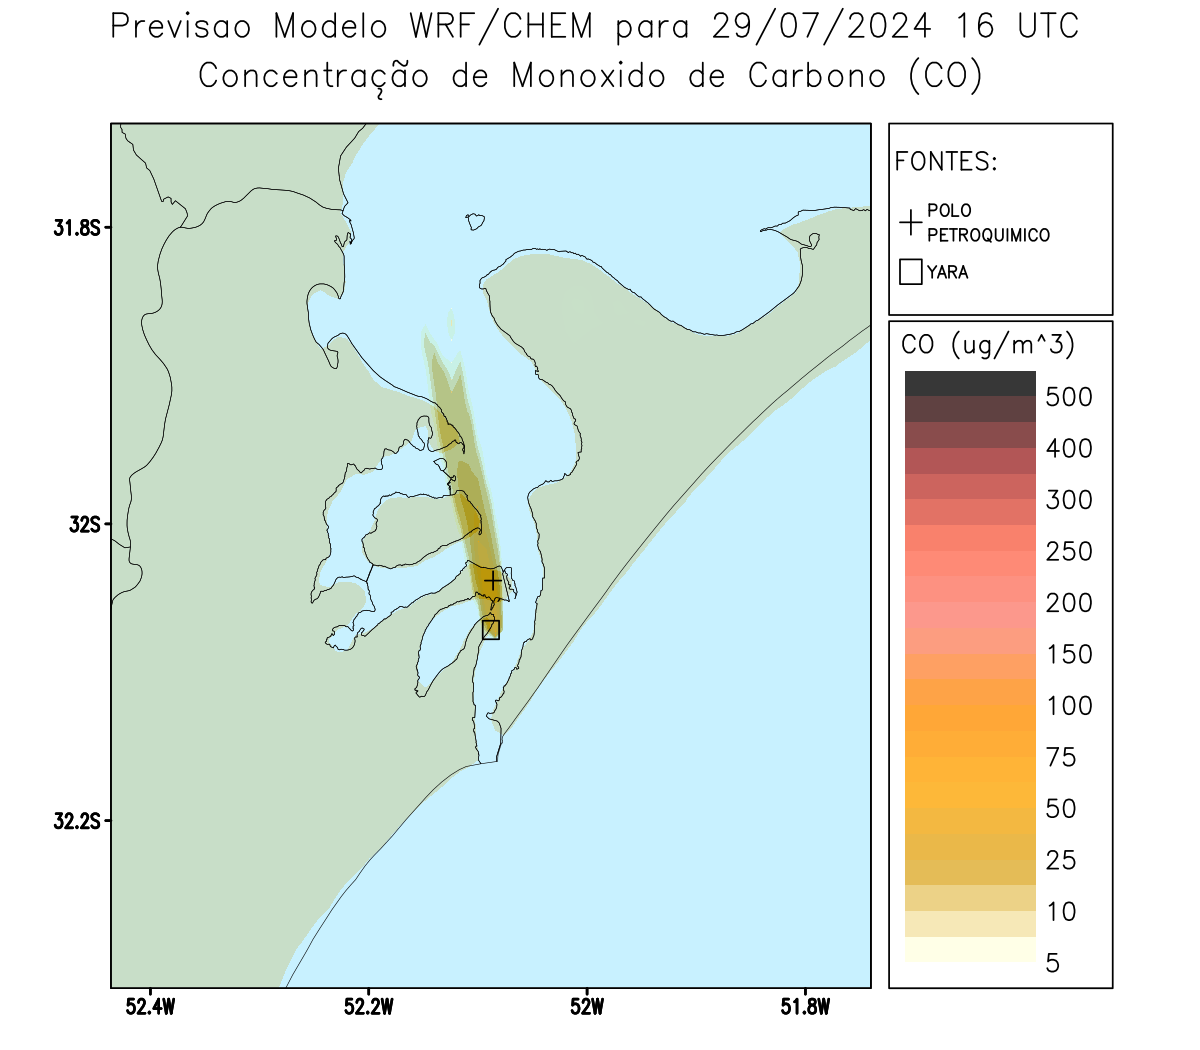 Previsao Modelo WRF/CHEM para 29/07/2024 16 UTC
Concentração de Monoxido de Carbono (CO)
FONTES:
POLO
PETROQUIMICO
YARA
CO (ug/m^3)
500
400
300
250
200
150
100
75
50
25
10
5
31.8S
32S
32.2S
52.4W
52.2W
52W
51.8W